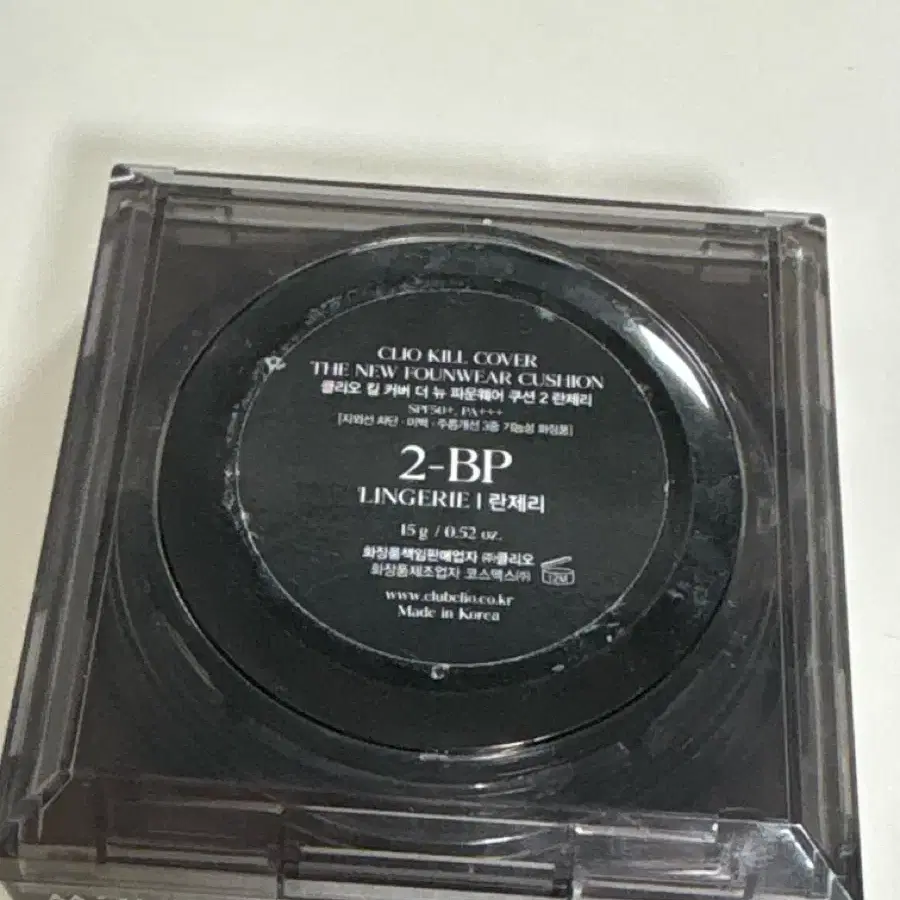 CLIO KILL COVER
THE NEW FOUNWEAR CUSHION
클리오 킬 커버 더 뉴 파운웨어 쿠션 2 란제리
SPF50+, PA+++
[자외선 차단 · 미백 · 주름개선 3중 기능성 화장품]
2-BP
LINGERIE | 란제리
15 g / 0.52 oz.
화장품책임판매업자 ㈜클리오
화장품제조업자 코스맥스㈜
12M
www.clubclio.co.kr
Made in Korea